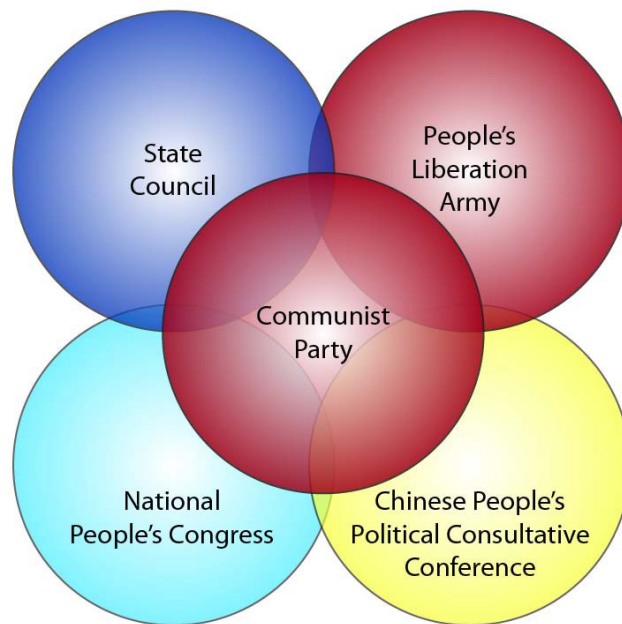 State
Council
People's
Liberation
Army
Communist
Party
National
People's Congress
Chinese People's
Political Consultative
Conference